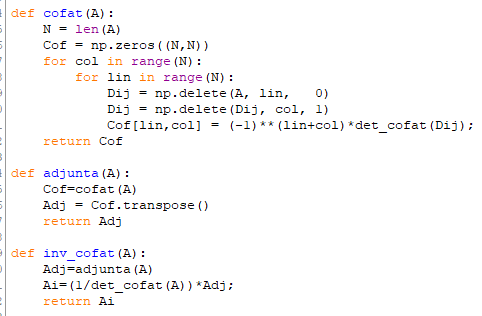 def cofat(A):
    N = len(A)
    Cof = np.zeros((N,N))
    for col in range(N):
        for lin in range(N):
            Dij = np.delete(A, lin,   0)
            Dij = np.delete(Dij, col, 1)
            Cof[lin,col] = (-1)**(lin+col)*det_cofat(Dij);
    return Cof

def adjunta(A):
    Cof=cofat(A)
    Adj = Cof.transpose()
    return Adj

def inv_cofat(A):
    Adj=adjunta(A)
    Ai=(1/det_cofat(A))*Adj;
    return Ai